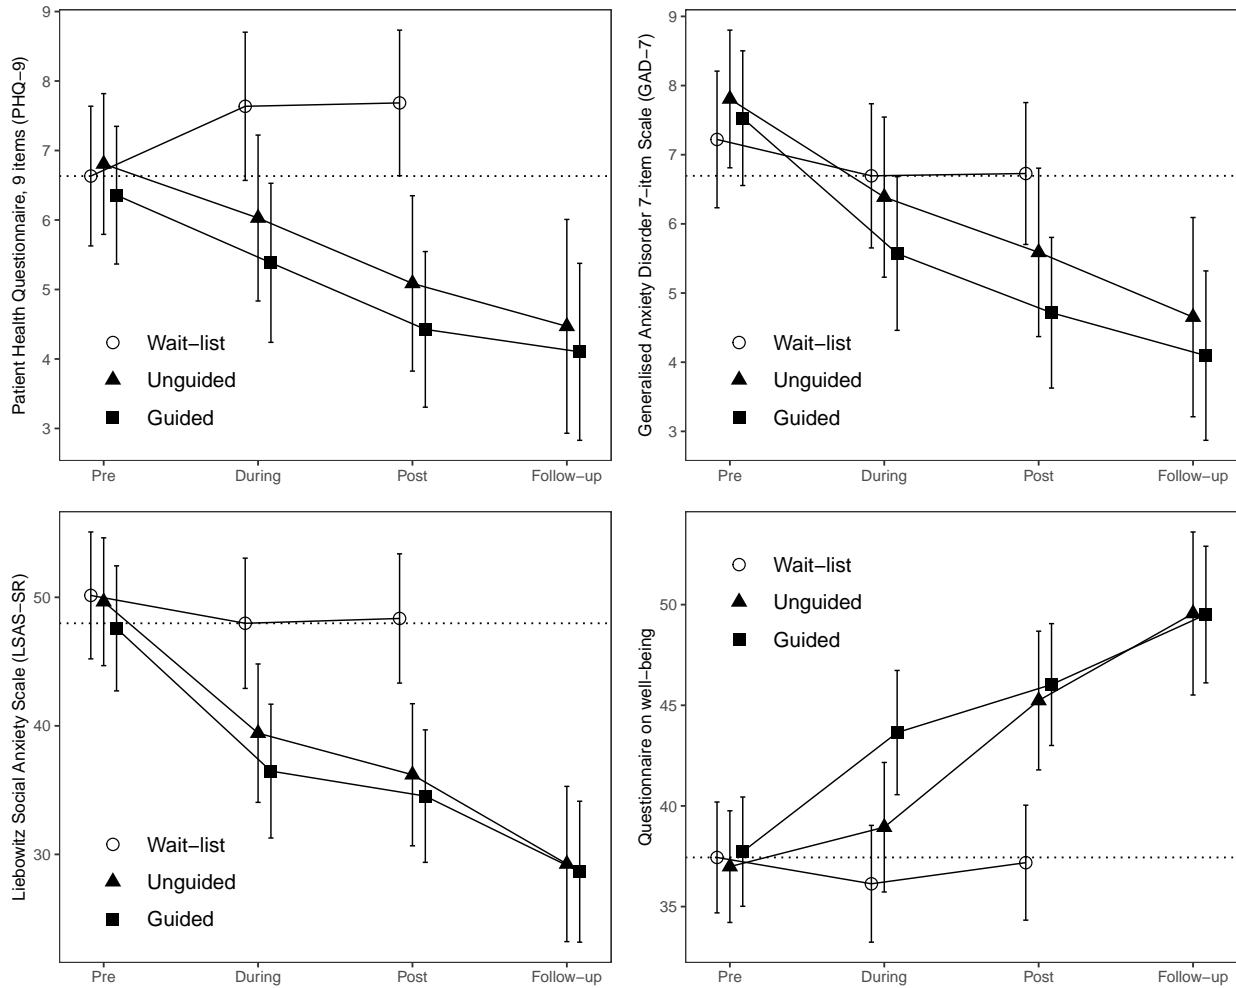 Patient Health Questionnaire, 9 items (PHQ−9)
9
8
7
6
5
4
3
Wait−list
Unguided
Guided
Pre
During
Post
Follow−up
Generalised Anxiety Disorder 7−item Scale (GAD−7)
9
8
7
6
5
4
3
Wait−list
Unguided
Guided
Pre
During
Post
Follow−up
Liebowitz Social Anxiety Scale (LSAS−SR)
50
40
30
Wait−list
Unguided
Guided
Pre
During
Post
Follow−up
Questionnaire on well−being
50
45
40
35
Wait−list
Unguided
Guided
Pre
During
Post
Follow−up